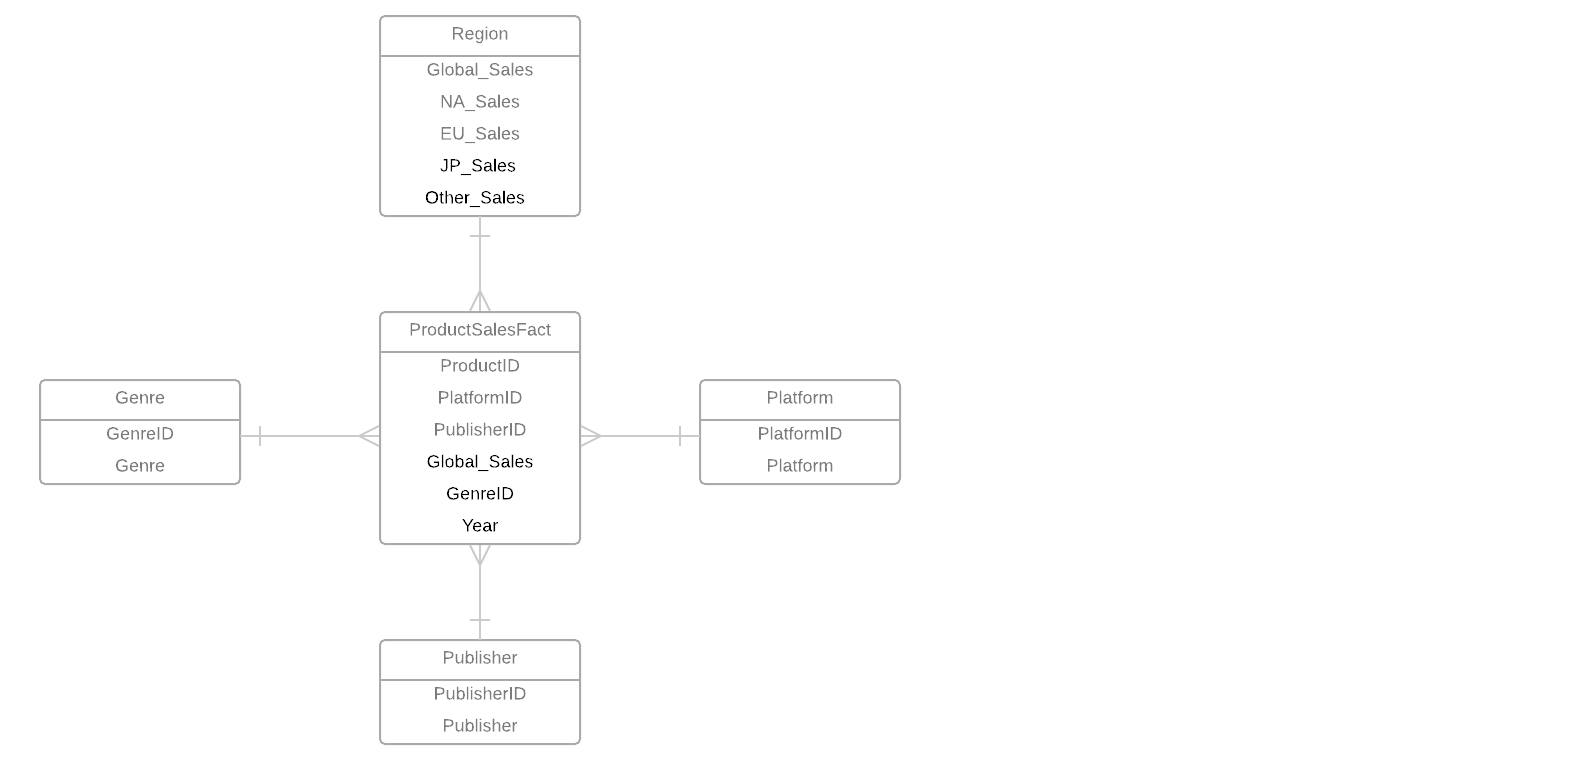 Region
Global_Sales
NA_Sales
EU_Sales
JP_Sales
Other_Sales
ProductSalesFact
ProductID
PlatformID
PublisherID
Global_Sales
GenreID
Year
Genre
GenreID
Genre
Platform
PlatformID
Platform
Publisher
PublisherID
Publisher